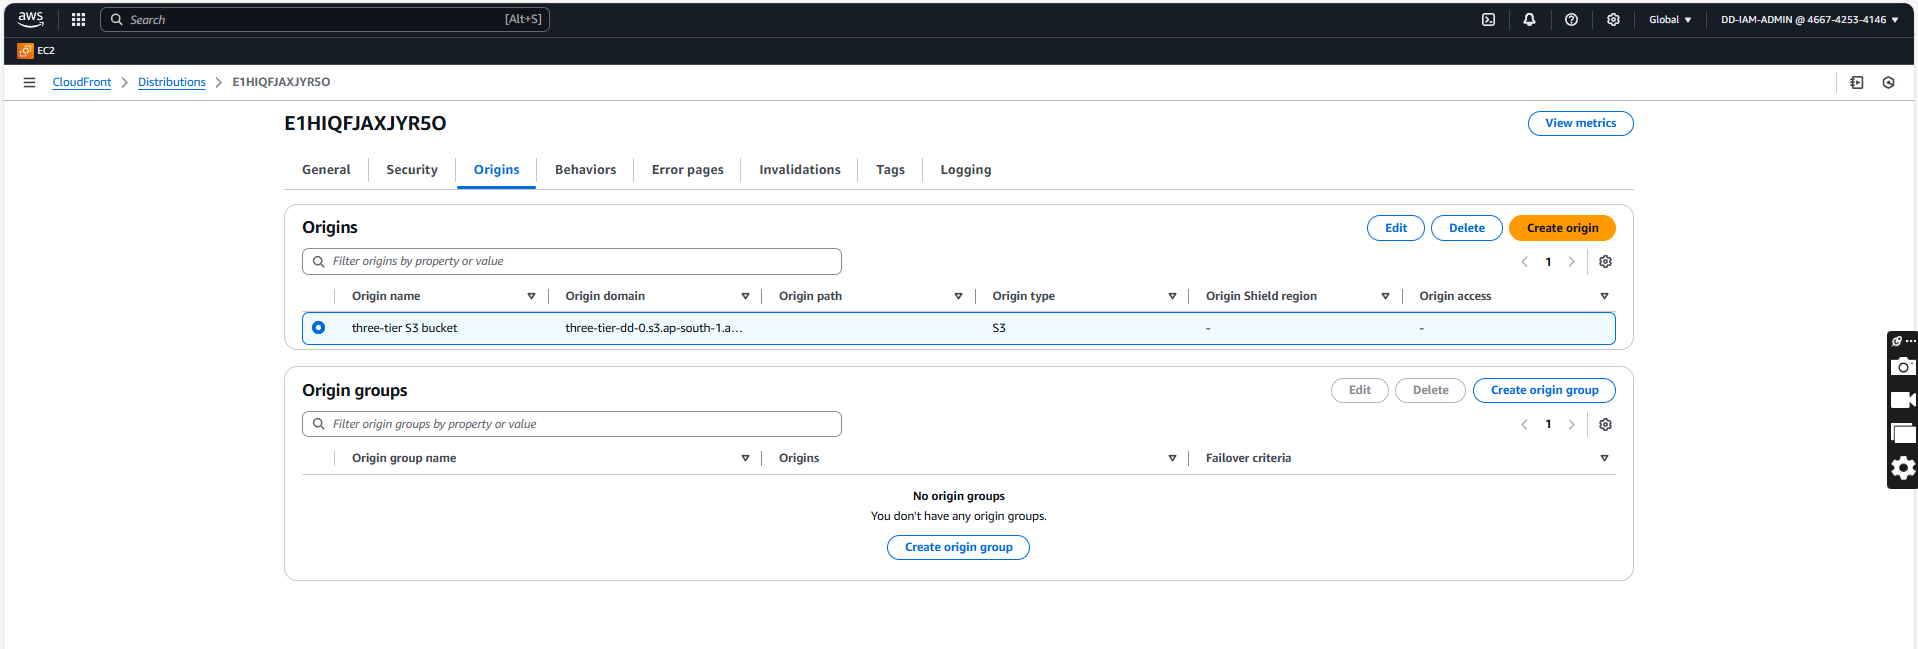 aws Search [Alt+S] Global DD-IAM-ADMIN @ 4667-4253-4146
EC2
CloudFront Distributions E1HIQFJAXJYR5O
E1HIQFJAXJYR5O View metrics
General Security Origins Behaviors Error pages Invalidations Tags Logging
Origins Edit Delete Create origin
Filter origins by property or value 1
Origin name Origin domain Origin path Origin type Origin Shield region Origin access
three-tier S3 bucket three-tier-dd-0.s3.ap-south-1.a... S3 - -
Origin groups Edit Delete Create origin group
Filter origin groups by property or value 1
Origin group name Origins Failover criteria
No origin groups
You don't have any origin groups.
Create origin group